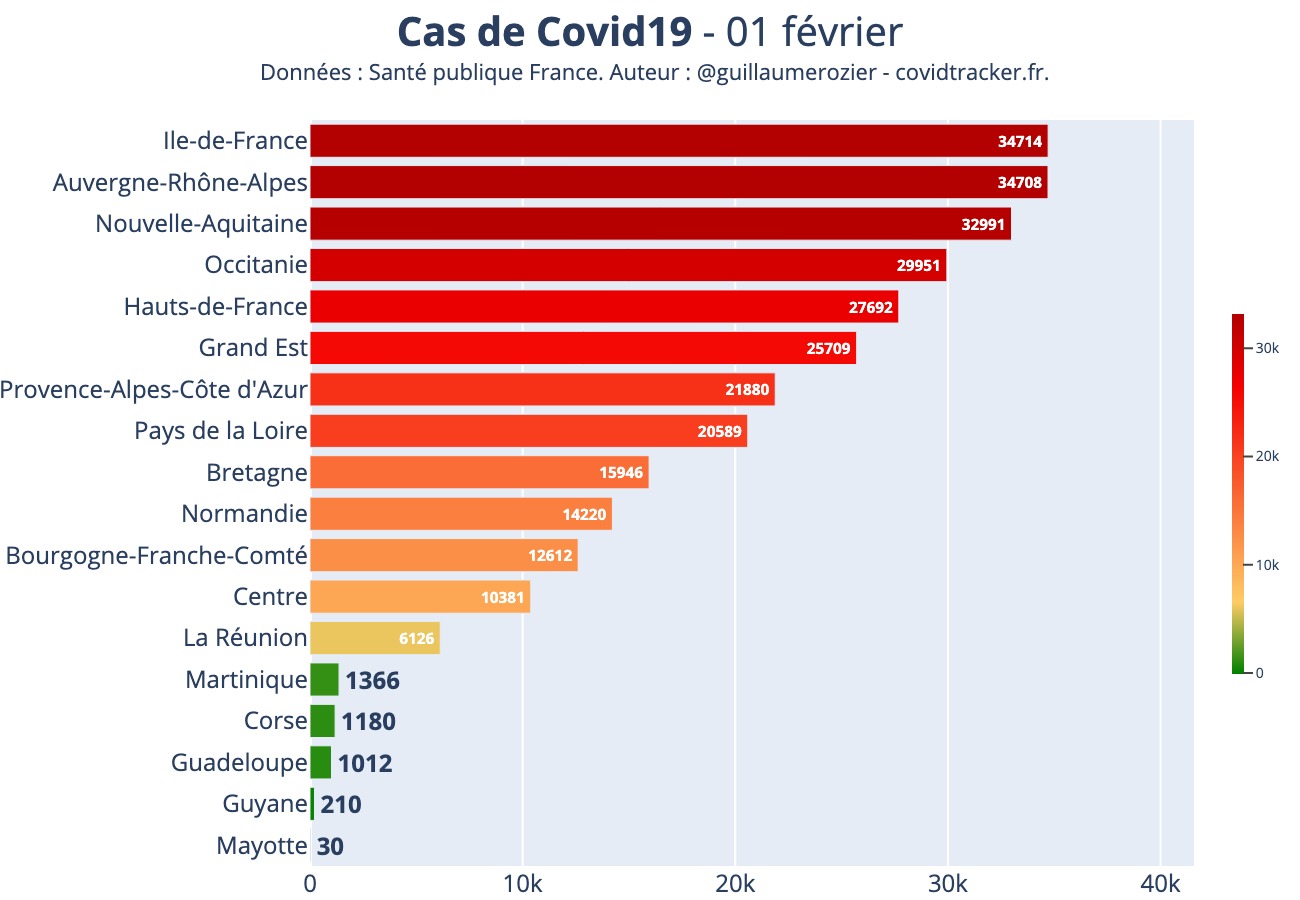 Cas de Covid19 - 01 février
Données : Santé publique France. Auteur : @guillaumerozier - covidtracker.fr.
Ile-de-France 34714
Auvergne-Rhône-Alpes 34708
Nouvelle-Aquitaine 32991
Occitanie 29951
Hauts-de-France 27692
Grand Est 25709
Provence-Alpes-Côte d'Azur 21880
Pays de la Loire 20589
Bretagne 15946
Normandie 14220
Bourgogne-Franche-Comté 12612
Centre 10381
La Réunion 6126
Martinique 1366
Corse 1180
Guadeloupe 1012
Guyane 210
Mayotte 30
0 10k 20k 30k 40k
30k
20k
10k
0